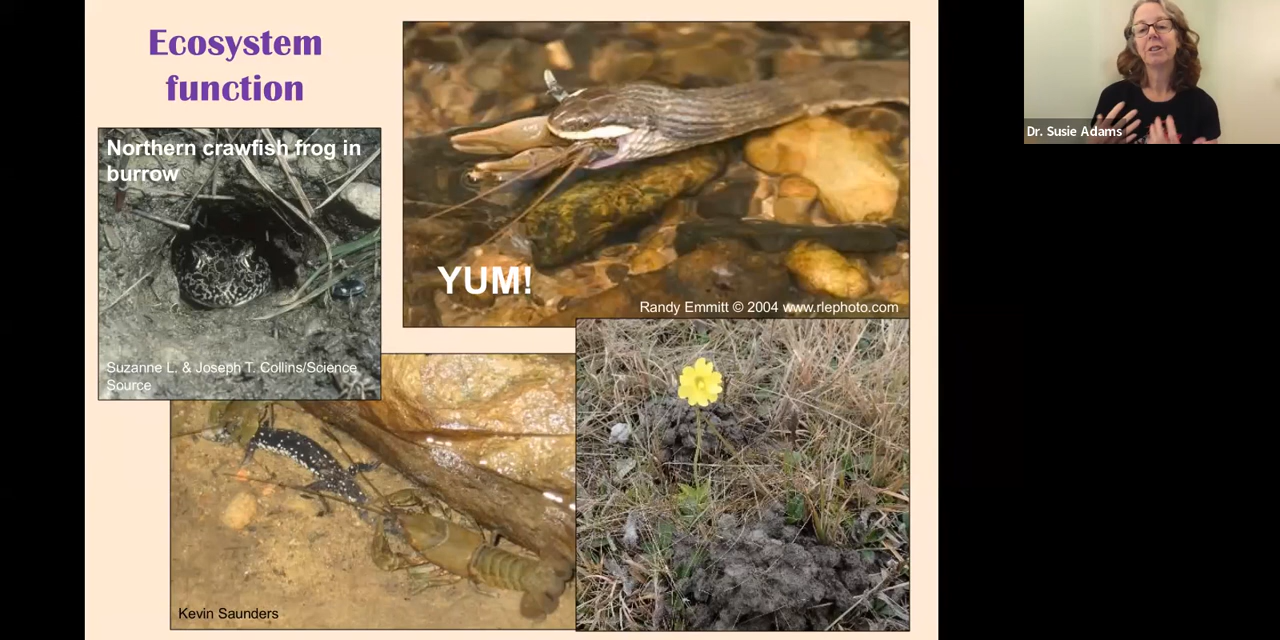 Ecosystem
function
Northern crawfish frog in
burrow
Suzanne L. & Joseph T. Collins/Science
Source
YUM!
Randy Emmitt © 2004 www.rlephoto.com
Kevin Saunders
Dr. Susie Adams